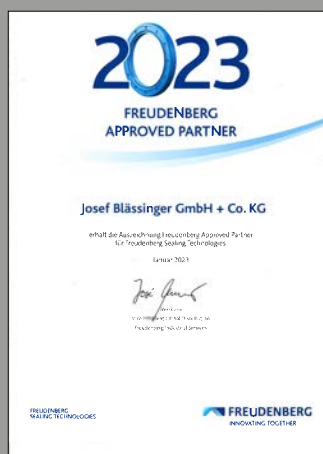 2023
FREUDENBERG
APPROVED PARTNER
Josef Blässinger GmbH + Co. KG
erhält die Auszeichnung Freudenberg Approved Partner
für Freudenberg Sealing Technologies
Januar 2023
FREUDENBERG
SEALING TECHNOLOGIES
FREUDENBERG
INNOVATING TOGETHER